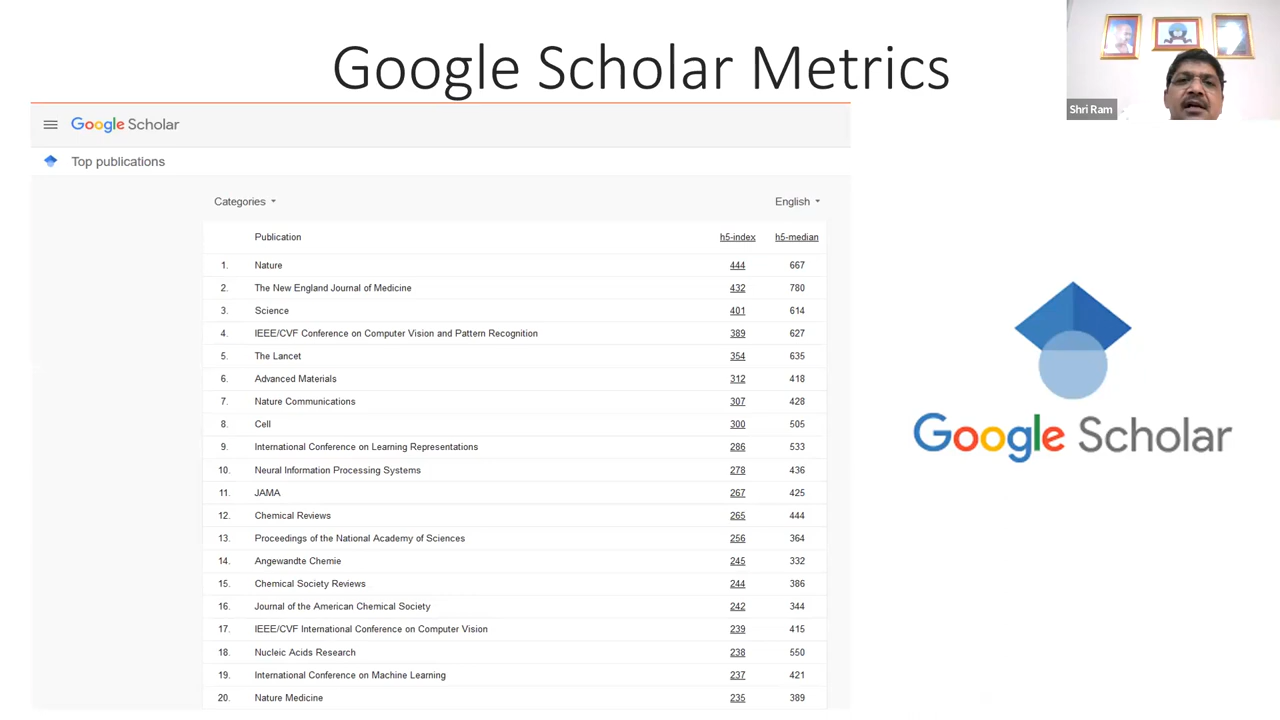 Google Scholar Metrics
Shri Ram
Google Scholar
Top publications
Categories
English
Publication h5-index h5-median
1. Nature 444 667
2. The New England Journal of Medicine 432 780
3. Science 401 614
4. IEEE/CVF Conference on Computer Vision and Pattern Recognition 389 627
5. The Lancet 354 635
6. Advanced Materials 312 418
7. Nature Communications 307 428
8. Cell 300 505
9. International Conference on Learning Representations 286 533
10. Neural Information Processing Systems 278 436
11. JAMA 267 425
12. Chemical Reviews 265 444
13. Proceedings of the National Academy of Sciences 256 364
14. Angewandte Chemie 245 332
15. Chemical Society Reviews 244 386
16. Journal of the American Chemical Society 242 344
17. IEEE/CVF International Conference on Computer Vision 239 415
18. Nucleic Acids Research 238 550
19. International Conference on Machine Learning 237 421
20. Nature Medicine 235 389
Google Scholar